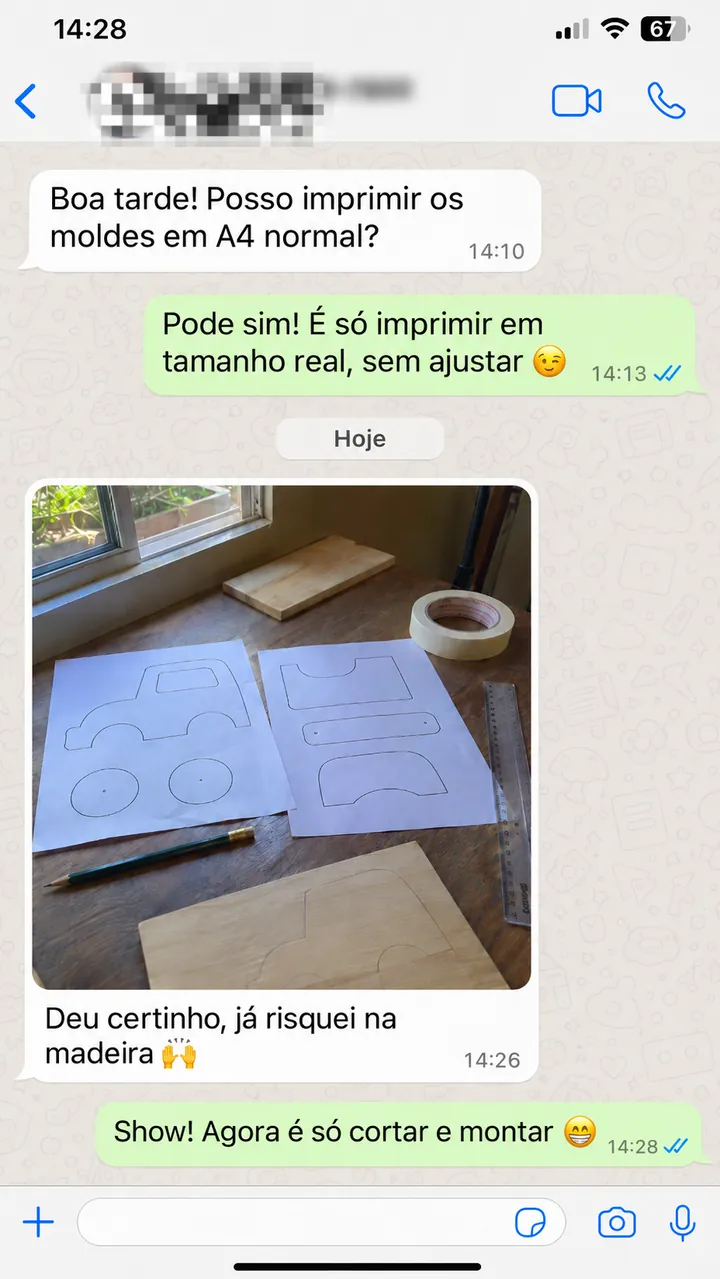 14:28
67
Boa tarde! Posso imprimir os
moldes em A4 normal?
14:10
Pode sim! É só imprimir em
tamanho real, sem ajustar 😉
14:13
Hoje
Deu certinho, já risquei na
madeira 🙌
14:26
Show! Agora é só cortar e montar 😁
14:28